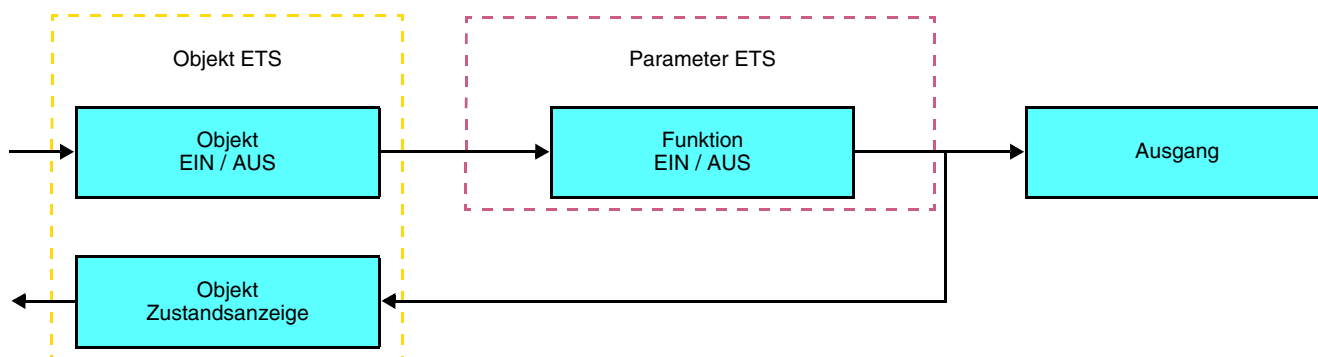 Objekt ETS
Parameter ETS
Objekt
EIN / AUS
Funktion
EIN / AUS
Ausgang
Objekt
Zustandsanzeige